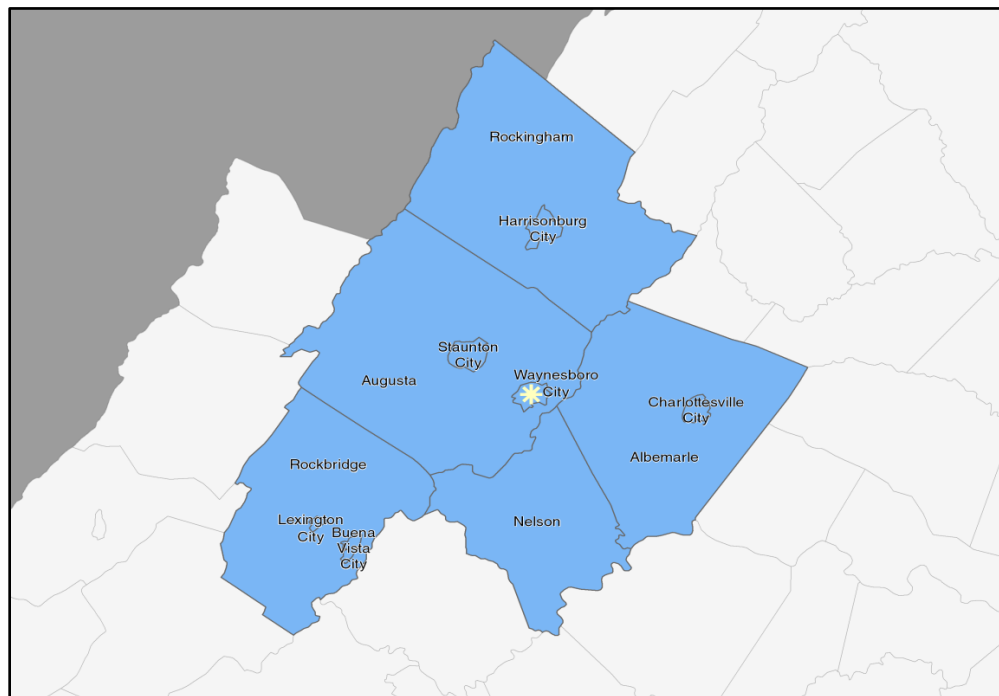 Rockingham
Harrisonburg
City
Staunton
City
Waynesboro
City
Augusta
Charlottesville
City
Albemarle
Rockbridge
Lexington
City
Buena
Vista
City
Nelson